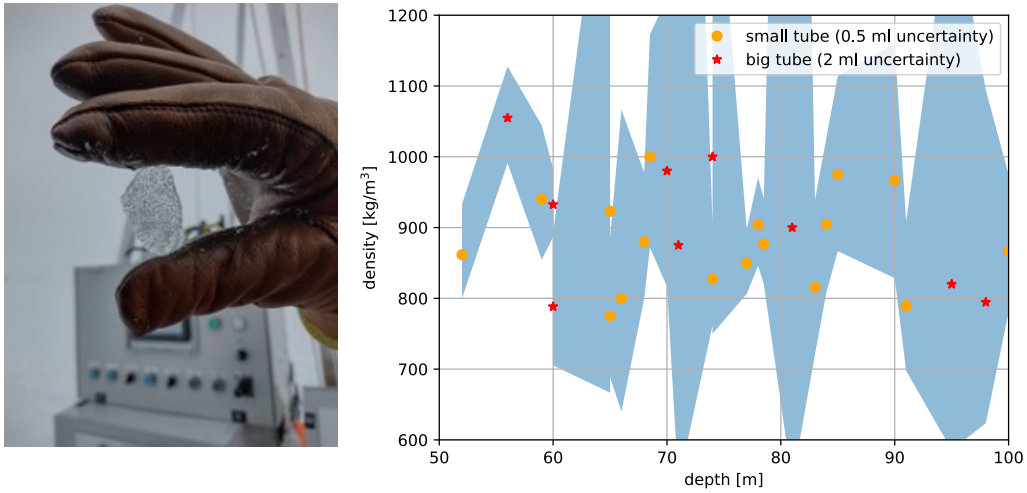 1200
1100
1000
900
800
700
600
density [kg/m³]
small tube (0.5 ml uncertainty)
big tube (2 ml uncertainty)
50 60 70 80 90 100
depth [m]